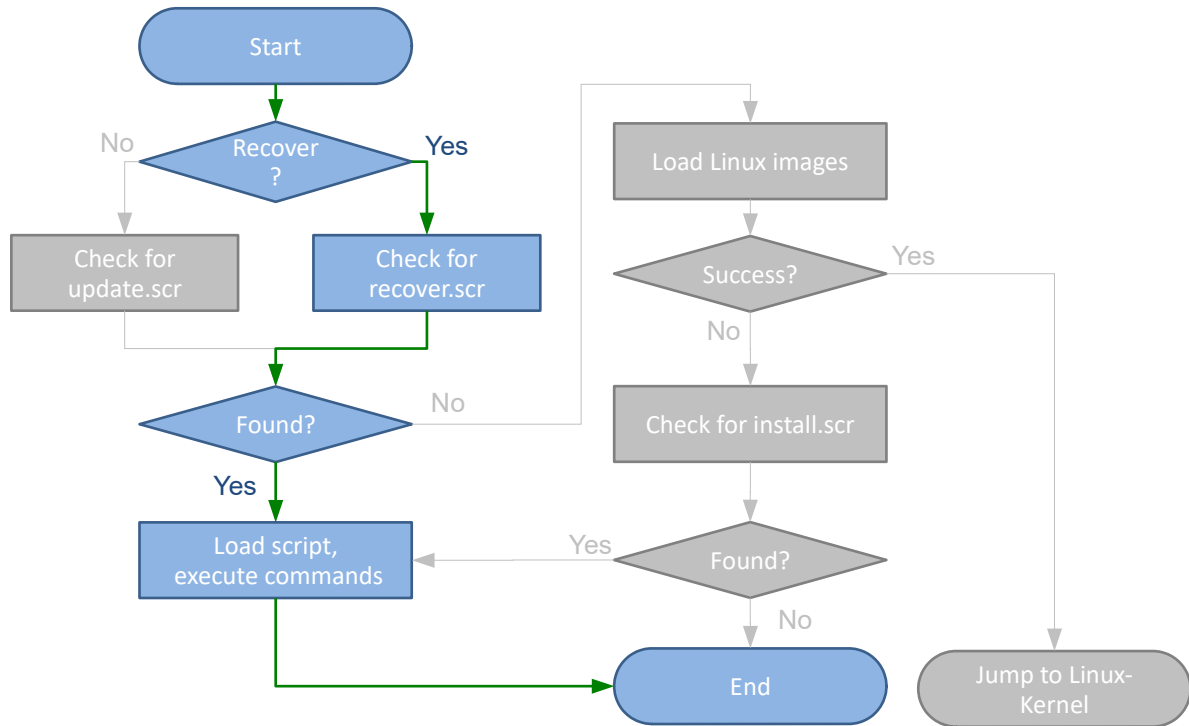 Start
No
Recover
?
Yes
Check for
update.scr
Check for
recover.scr
Found?
No
Yes
Load script,
execute commands
Load Linux images
Success?
Yes
No
Check for install.scr
Yes
Found?
No
End
Jump to Linux-
Kernel